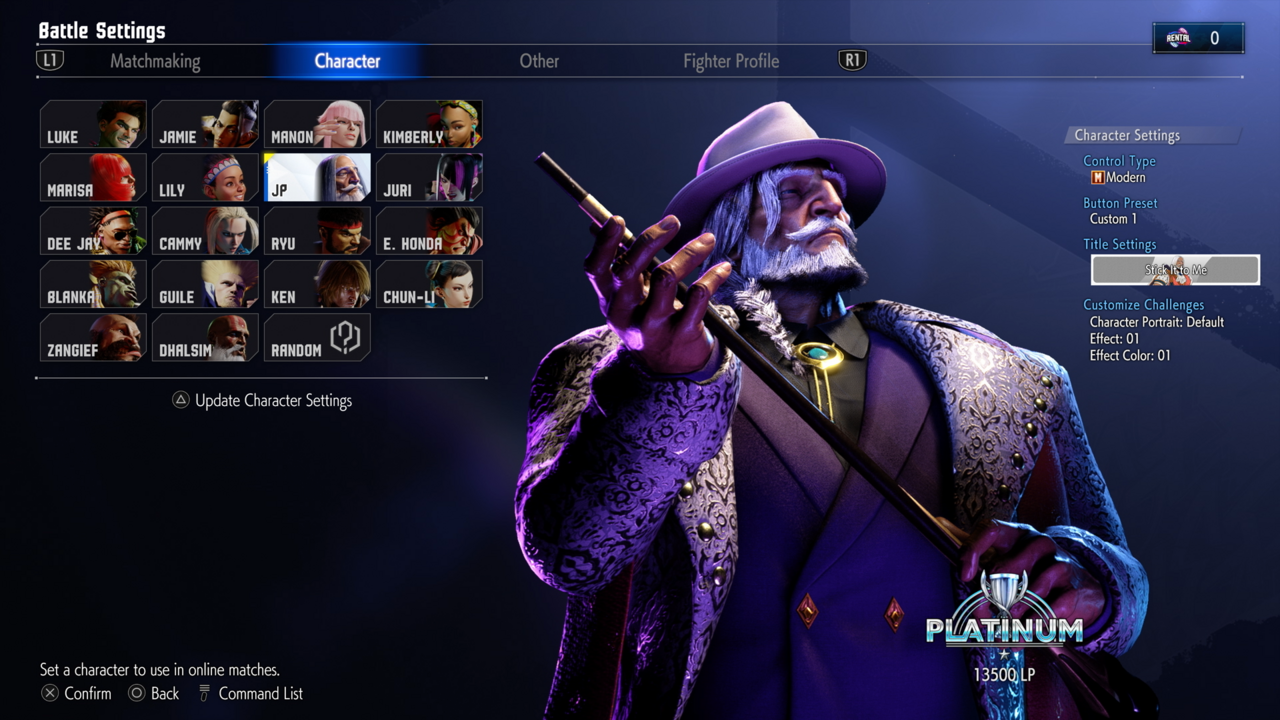 Battle Settings
RENTAL 0
L1 Matchmaking Character Other Fighter Profile R1
LUKE JAMIE MANON KIMBERLY
MARISA LILY JP JURI
DEE JAY CAMMY RYU E. HONDA
BLANKA GUILE KEN CHUN-LI
ZANGIEF DHALSIM RANDOM
Update Character Settings
Character Settings
Control Type
M Modern
Button Preset
Custom 1
Title Settings
Stick It to Me
Customize Challenges
Character Portrait: Default
Effect: 01
Effect Color: 01
PLATINUM
13500 LP
Set a character to use in online matches.
Confirm Back Command List